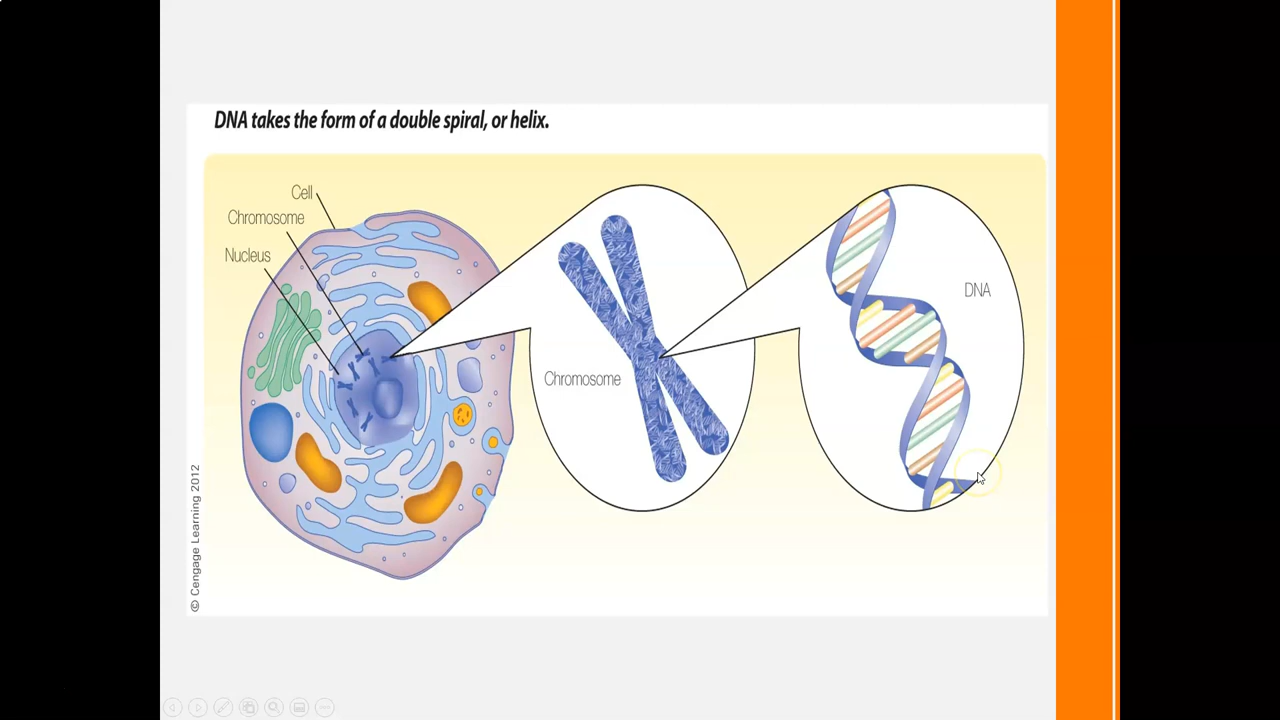 DNA takes the form of a double spiral, or helix.
Cell
Chromosome
Nucleus
Chromosome
DNA
© Cengage Learning 2012